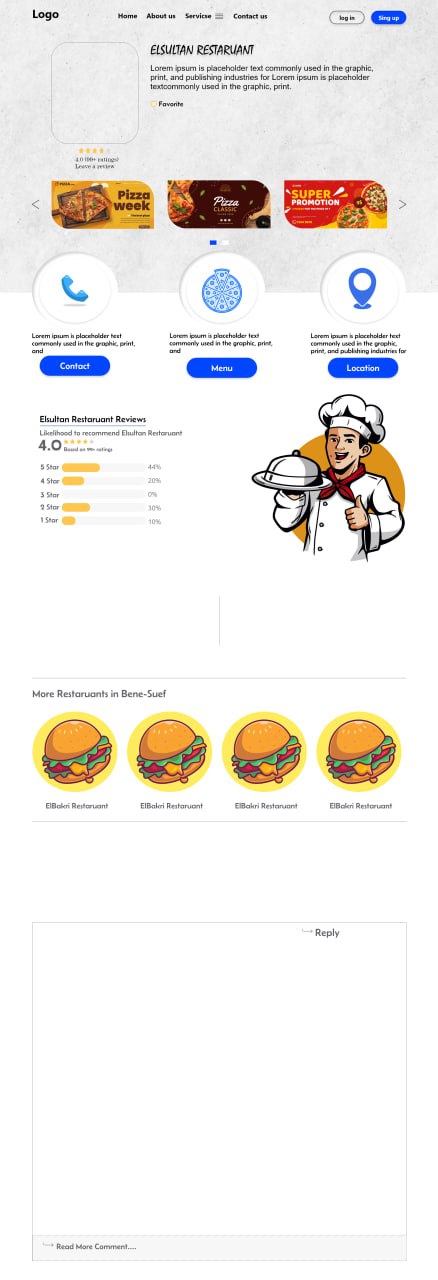 Logo
Home About us Servicse Contact us log in Sing up
ELSULTAN RESTARUANT
Lorem ipsum is placeholder text commonly used in the graphic,
print, and publishing industries for Lorem ipsum is placeholder
textcommonly used in graphic, print.
Favorite
4.0 (99+ ratings)
Leave a review
Pizza
week
Pizza
CLASSIC
SUPER
PROMOTION
Lorem ipsum is placeholder text
commonly used in the graphic, print,
and
Contact
Lorem ipsum is placeholder text
commonly used in the graphic, print,
and
Menu
Lorem ipsum is placeholder text
commonly used in the graphic,
print, and publishing industries for
Location
Elsultan Restaruant Reviews
Likelihood to recommend Elsultan Restaruant
4.0
Based on 99+ ratings
5 Star 44%
4 Star 20%
3 Star 0%
2 Star 30%
1 Star 10%
More Restaruants in Bene-Suef
ElBakri Restaruant ElBakri Restaruant ElBakri Restaruant ElBakri Restaruant
Reply
Read More Comment....